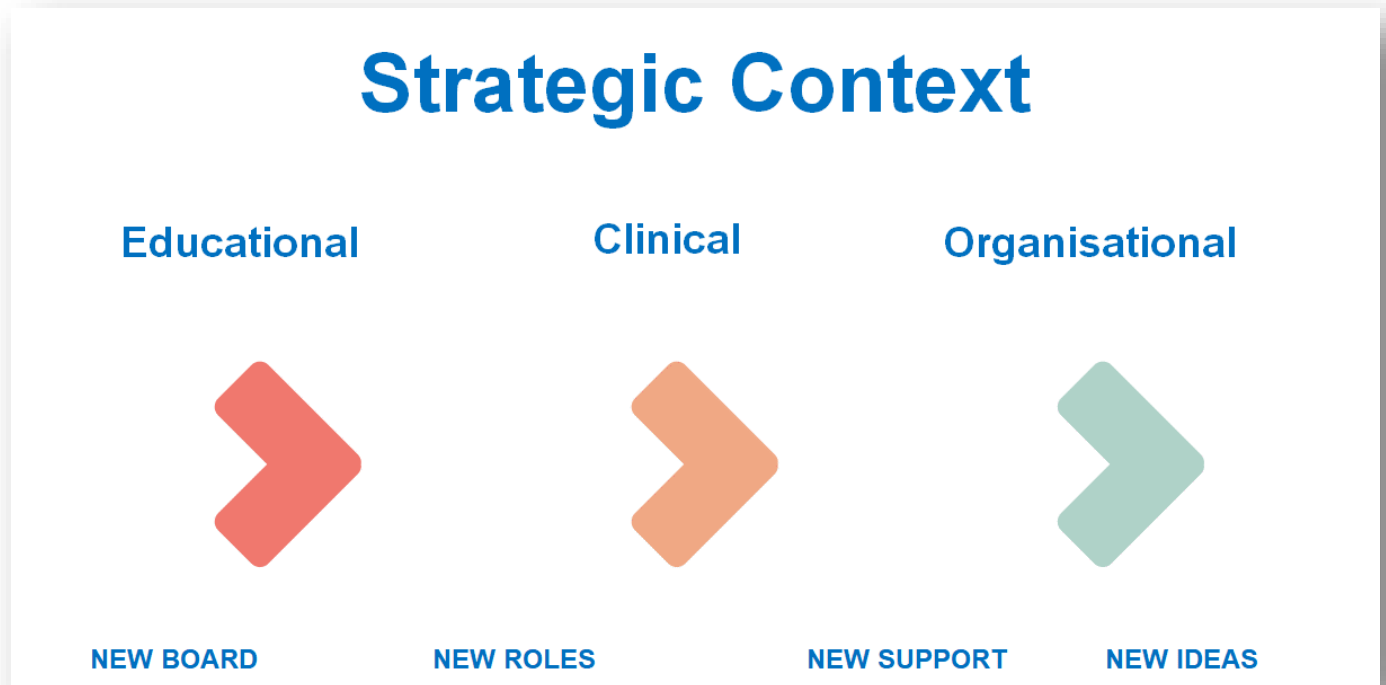 Strategic Context
Educational Clinical Organisational
NEW BOARD NEW ROLES NEW SUPPORT NEW IDEAS